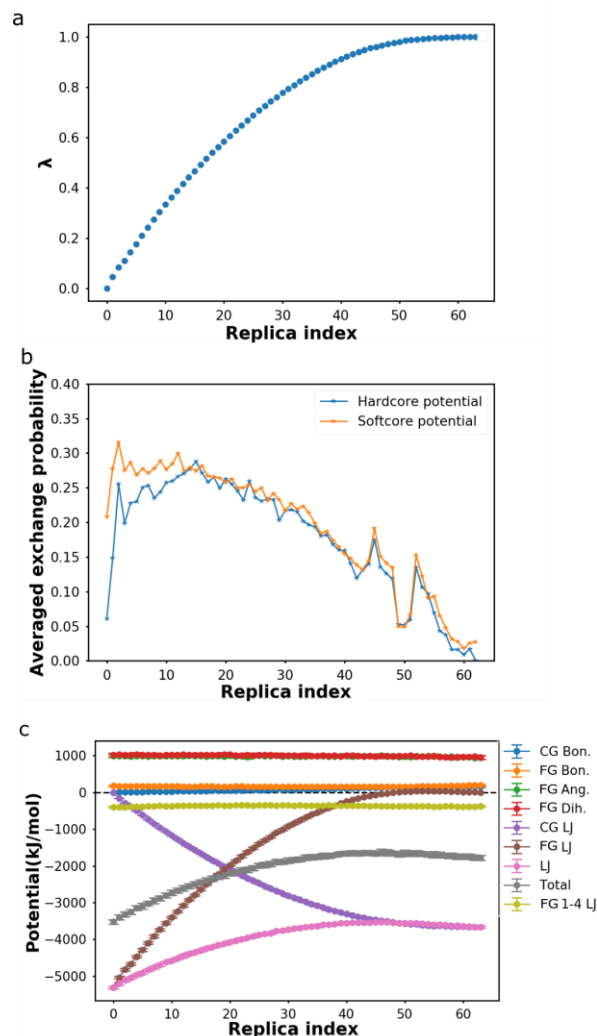 a
1.0
0.8
0.6
0.4
0.2
0.0
λ
0 10 20 30 40 50 60
Replica index
b
0.40
0.35
0.30
0.25
0.20
0.15
0.10
0.05
0.00
Averaged exchange probability
Hardcore potential
Softcore potential
0 10 20 30 40 50 60
Replica index
c
1000
0
-1000
-2000
-3000
-4000
-5000
Potential(kJ/mol)
0 10 20 30 40 50 60
Replica index
CG Bon.
FG Bon.
FG Ang.
FG Dih.
CG LJ
FG LJ
LJ
Total
FG 1-4 LJ